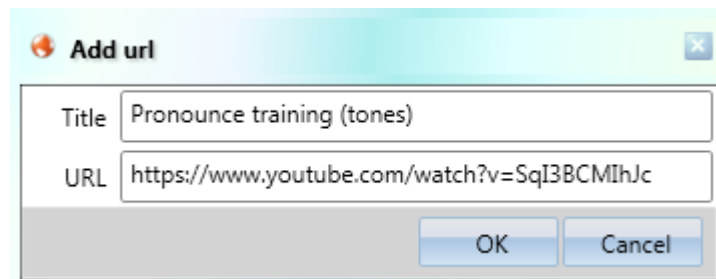 Add url
Title Pronounce training (tones)
URL https://www.youtube.com/watch?v=SqI3BCMIhJc
OK Cancel